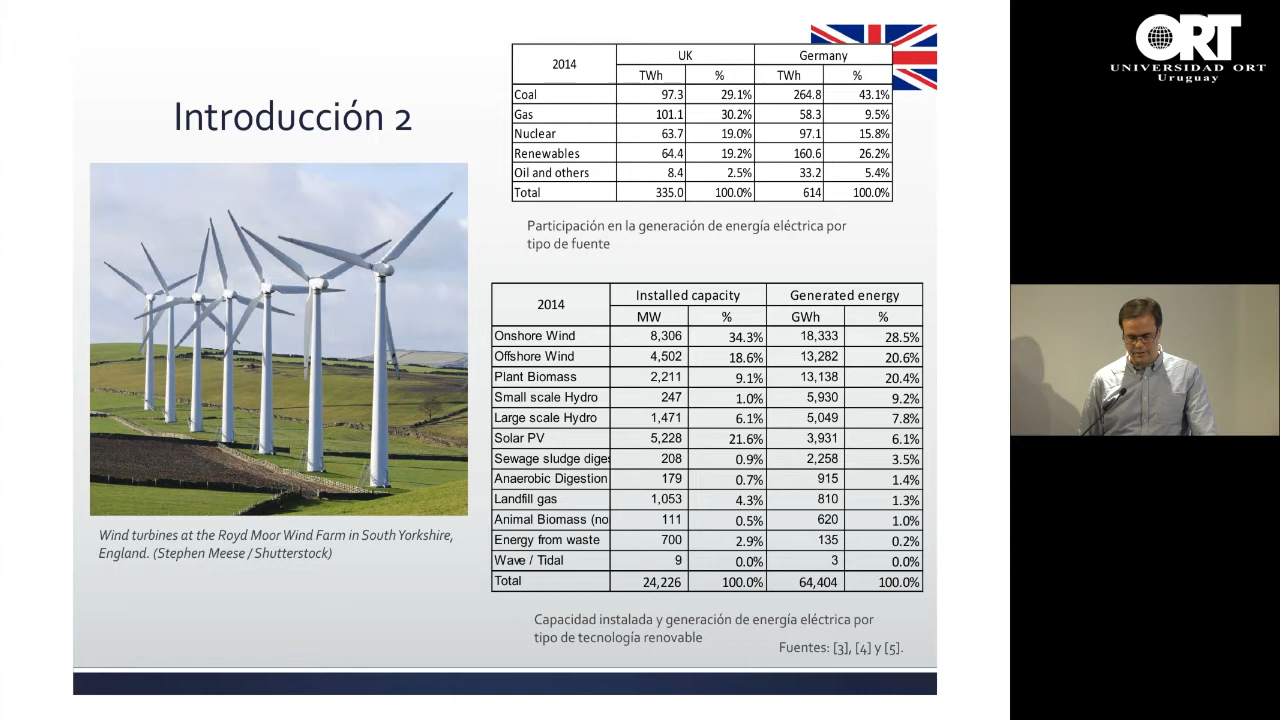 Introducción 2
2014 UK Germany
TWh % TWh %
Coal 97.3 29.1% 264.8 43.1%
Gas 101.1 30.2% 58.3 9.5%
Nuclear 63.7 19.0% 97.1 15.8%
Renewables 64.4 19.2% 160.6 26.2%
Oil and others 8.4 2.5% 33.2 5.4%
Total 335.0 100.0% 614 100.0%
Participación en la generación de energía eléctrica por
tipo de fuente
2014 Installed capacity Generated energy
MW % GWh %
Onshore Wind 8,306 34.3% 18,333 28.5%
Offshore Wind 4,502 18.6% 13,282 20.6%
Plant Biomass 2,211 9.1% 13,138 20.4%
Small scale Hydro 247 1.0% 5,930 9.2%
Large scale Hydro 1,471 6.1% 5,049 7.8%
Solar PV 5,228 21.6% 3,931 6.1%
Sewage sludge diges 208 0.9% 2,258 3.5%
Anaerobic Digestion 179 0.7% 915 1.4%
Landfill gas 1,053 4.3% 810 1.3%
Animal Biomass (no 111 0.5% 620 1.0%
Energy from waste 700 2.9% 135 0.2%
Wave / Tidal 9 0.0% 3 0.0%
Total 24,226 100.0% 64,404 100.0%
Wind turbines at the Royd Moor Wind Farm in South Yorkshire,
England. (Stephen Meese / Shutterstock)
Capacidad instalada y generación de energía eléctrica por
tipo de tecnología renovable
Fuentes: [3], [4] y [5].
ORT
UNIVERSIDAD ORT
Uruguay